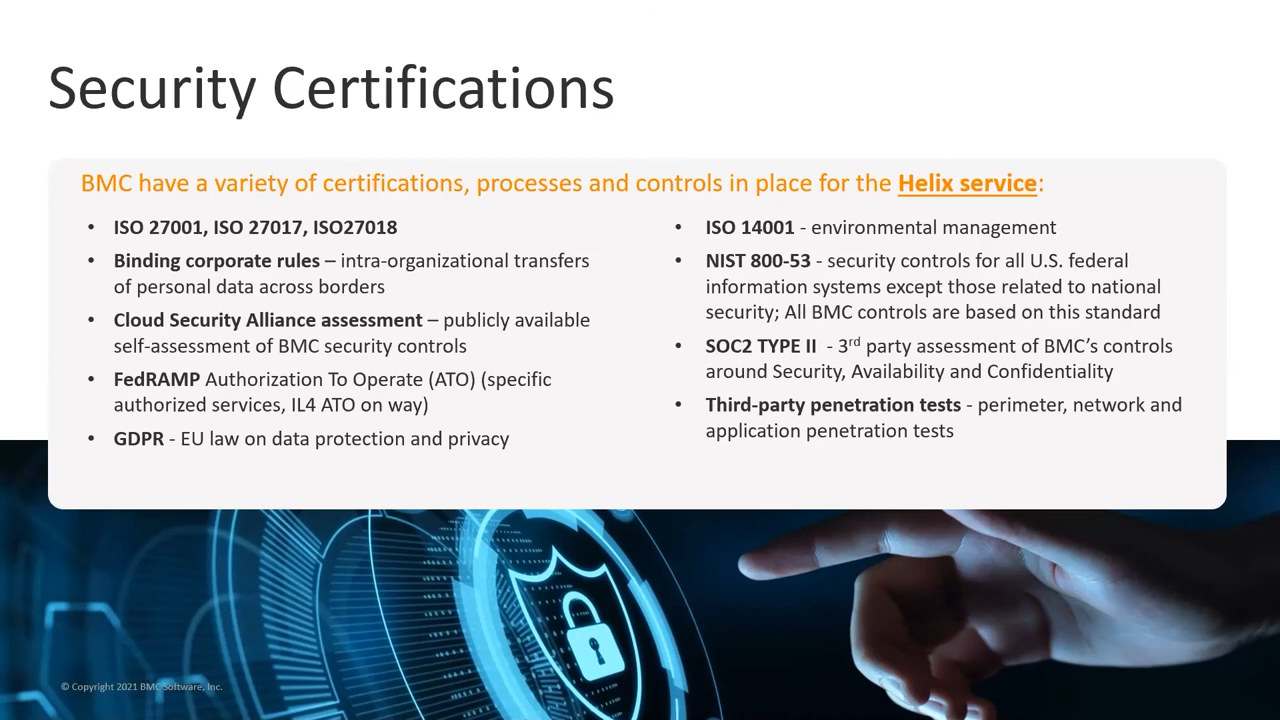 Security Certifications
BMC have a variety of certifications, processes and controls in place for the Helix service:
• ISO 27001, ISO 27017, ISO27018
• Binding corporate rules – intra-organizational transfers
of personal data across borders
• Cloud Security Alliance assessment – publicly available
self-assessment of BMC security controls
• FedRAMP Authorization To Operate (ATO) (specific
authorized services, IL4 ATO on way)
• GDPR - EU law on data protection and privacy
• ISO 14001 - environmental management
• NIST 800-53 - security controls for all U.S. federal
information systems except those related to national
security; All BMC controls are based on this standard
• SOC2 TYPE II - 3rd party assessment of BMC’s controls
around Security, Availability and Confidentiality
• Third-party penetration tests - perimeter, network and
application penetration tests
© Copyright 2021 BMC Software, Inc.